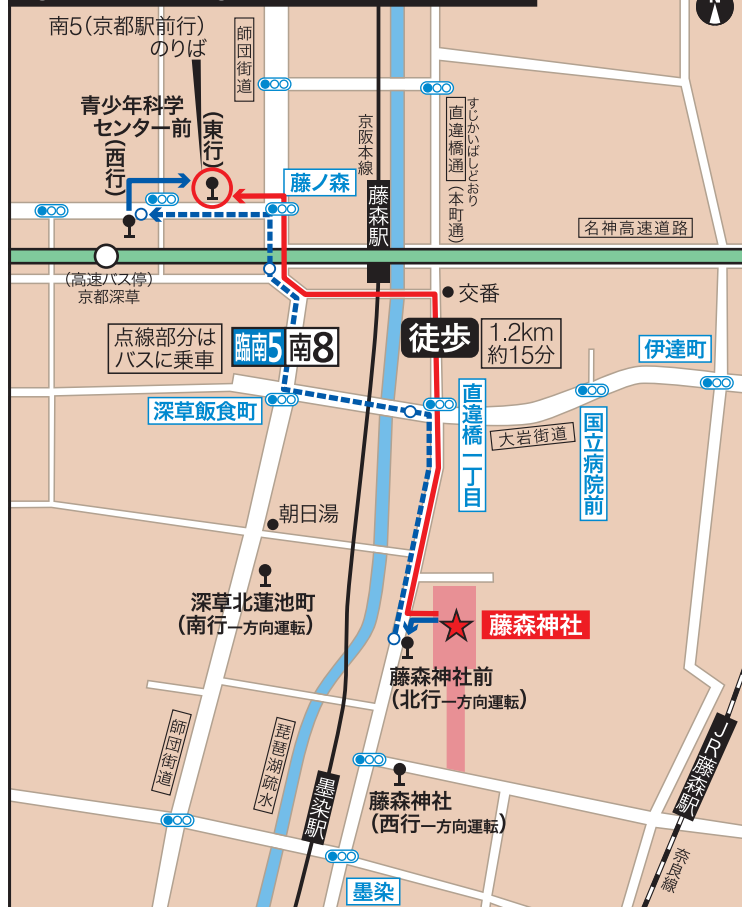 N
南5(京都駅前行)
のりば
師団街道
青少年科学
センター前
(西行)
(東行)
藤ノ森
京阪本線
藤森駅
直違橋通
すじかいばしどおり
(本町通)
名神高速道路
(高速バス停)
京都深草
交番
点線部分は
バスに乗車
臨南5
南8
徒歩
1.2km
約15分
伊達町
深草飯食町
直違橋一丁目
大岩街道
国立病院前
朝日湯
深草北蓮池町
(南行一方向運転)
藤森神社
藤森神社前
(北行一方向運転)
師団街道
琵琶湖疏水
墨染駅
藤森神社
(西行一方向運転)
JR藤森駅
奈良線
墨染